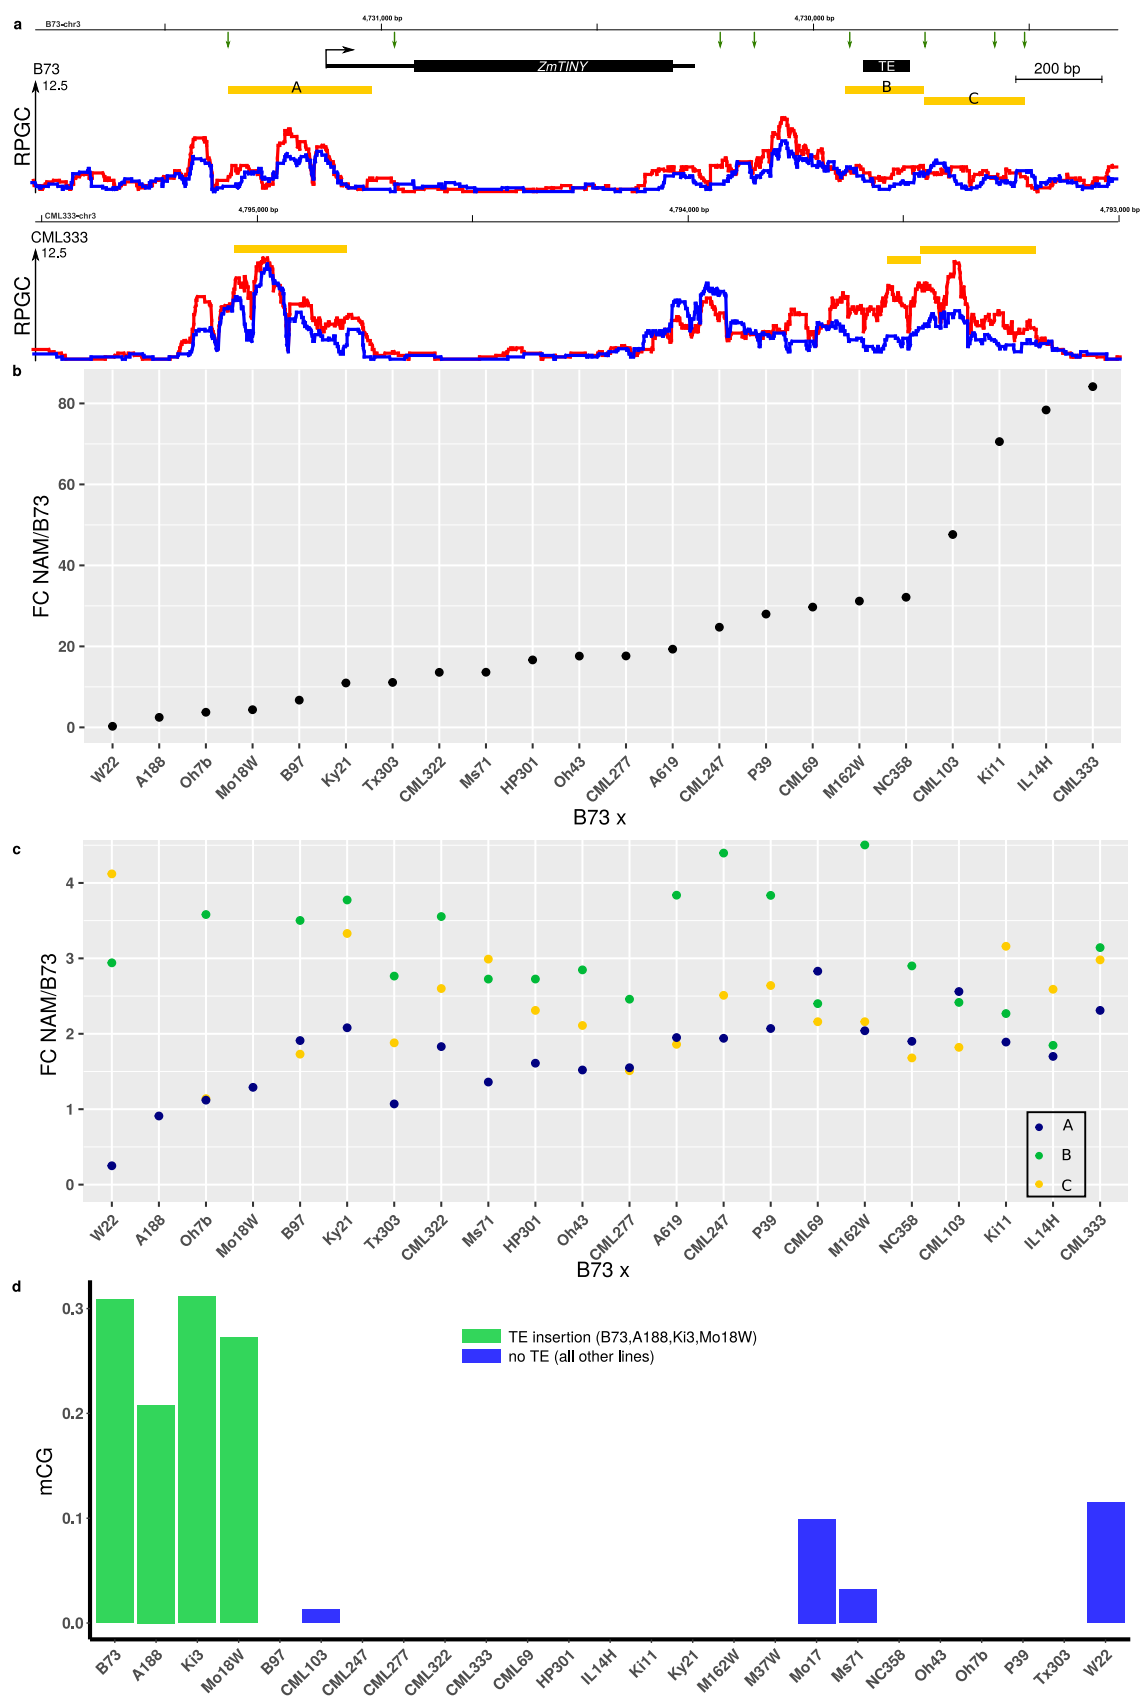 a
B73-chr3
4,731,000 bp
4,730,000 bp
B73
12.5
RPGC
A
ZmTINY
TE
B
C
200 bp
CML333-chr3
4,795,000 bp
4,794,000 bp
4,793,000 bp
CML333
12.5
RPGC
b
FC NAM/B73
80
60
40
20
0
W22 A188 Oh7b Mo18W B97 Ky21 Tx303 CML322 Ms71 HP301 Oh43 CML277 A619 CML247 P39 CML69 M162W NC358 CML103 Ki11 IL14H CML333
B73 x
c
FC NAM/B73
4
3
2
1
0
A
B
C
W22 A188 Oh7b Mo18W B97 Ky21 Tx303 CML322 Ms71 HP301 Oh43 CML277 A619 CML247 P39 CML69 M162W NC358 CML103 Ki11 IL14H CML333
B73 x
d
mCG
0.3
0.2
0.1
0.0
TE insertion (B73,A188,Ki3,Mo18W)
no TE (all other lines)
B73 A188 Ki3 Mo18W B97 CML103 CML247 CML277 CML322 CML333 CML69 HP301 IL14H Ki11 Ky21 M162W M37W Mo17 Ms71 NC358 Oh43 Oh7b P39 Tx303 W22